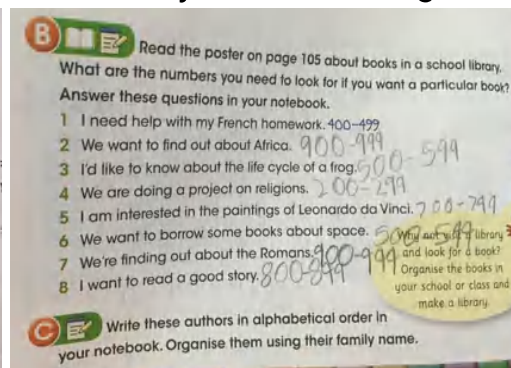 B Read the poster on page 105 about books in a school library.
What are the numbers you need to look for if you want a particular book?
Answer these questions in your notebook.
1 I need help with my French homework. 400–499
2 We want to find out about Africa. 900-999
3 I'd like to know about the life cycle of a frog. 500-599
4 We are doing a project on religions. 200-299
5 I am interested in the paintings of Leonardo da Vinci. 700-799
6 We want to borrow some books about space. 500-599
7 We're finding out about the Romans. 900-999
8 I want to read a good story. 800-899
Why not visit a library
and look for a book?
Organise the books in
your school or class and
make a library.
C Write these authors in alphabetical order in
your notebook. Organise them using their family name.